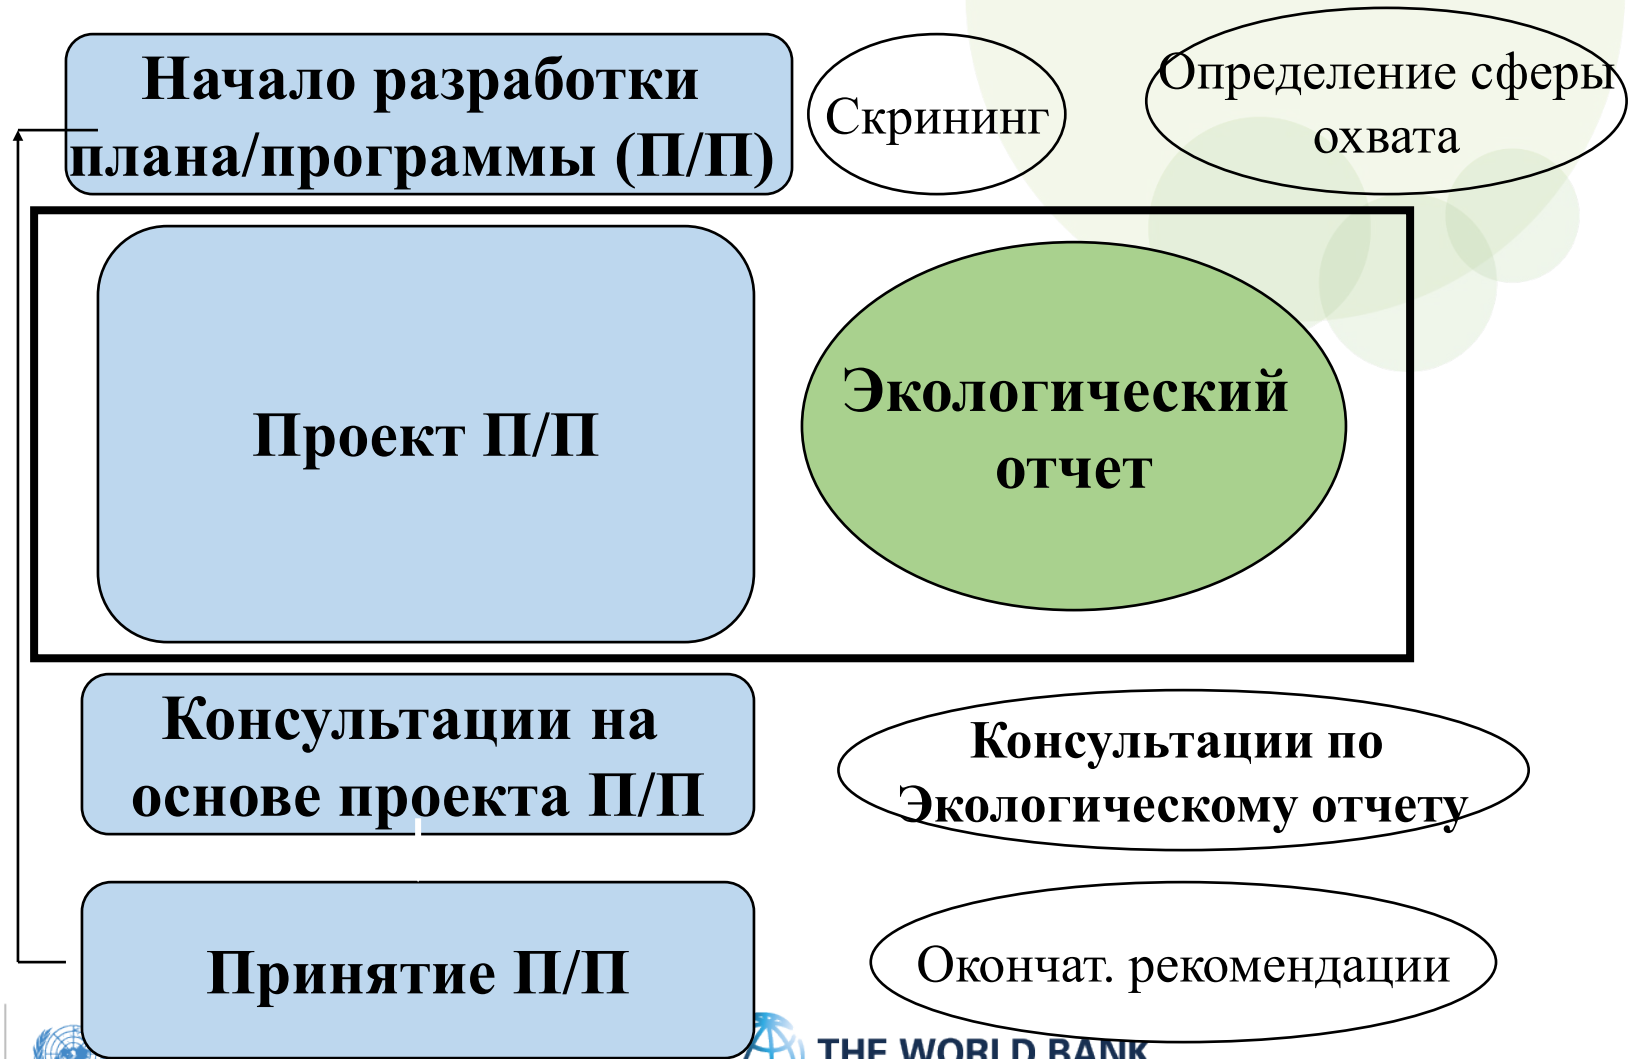 Начало разработки
плана/программы (П/П)
Скрининг
Определение сферы
охвата
Проект П/П
Экологический
отчет
Консультации на
основе проекта П/П
Консультации по
Экологическому отчету
Принятие П/П
Окончат. рекомендации
THE WORLD BANK